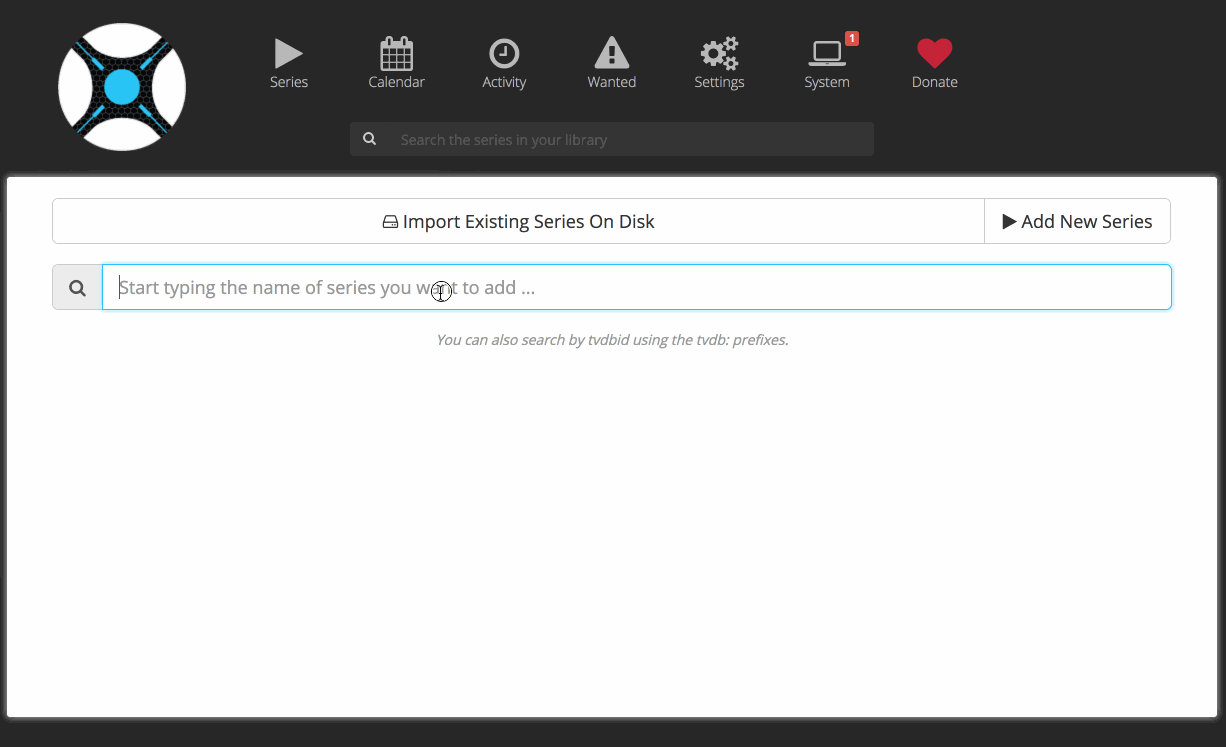 Series Calendar Activity Wanted Settings System 1 Donate
Search the series in your library
Import Existing Series On Disk Add New Series
Start typing the name of series you want to add ...
You can also search by tvdbid using the tvdb: prefixes.